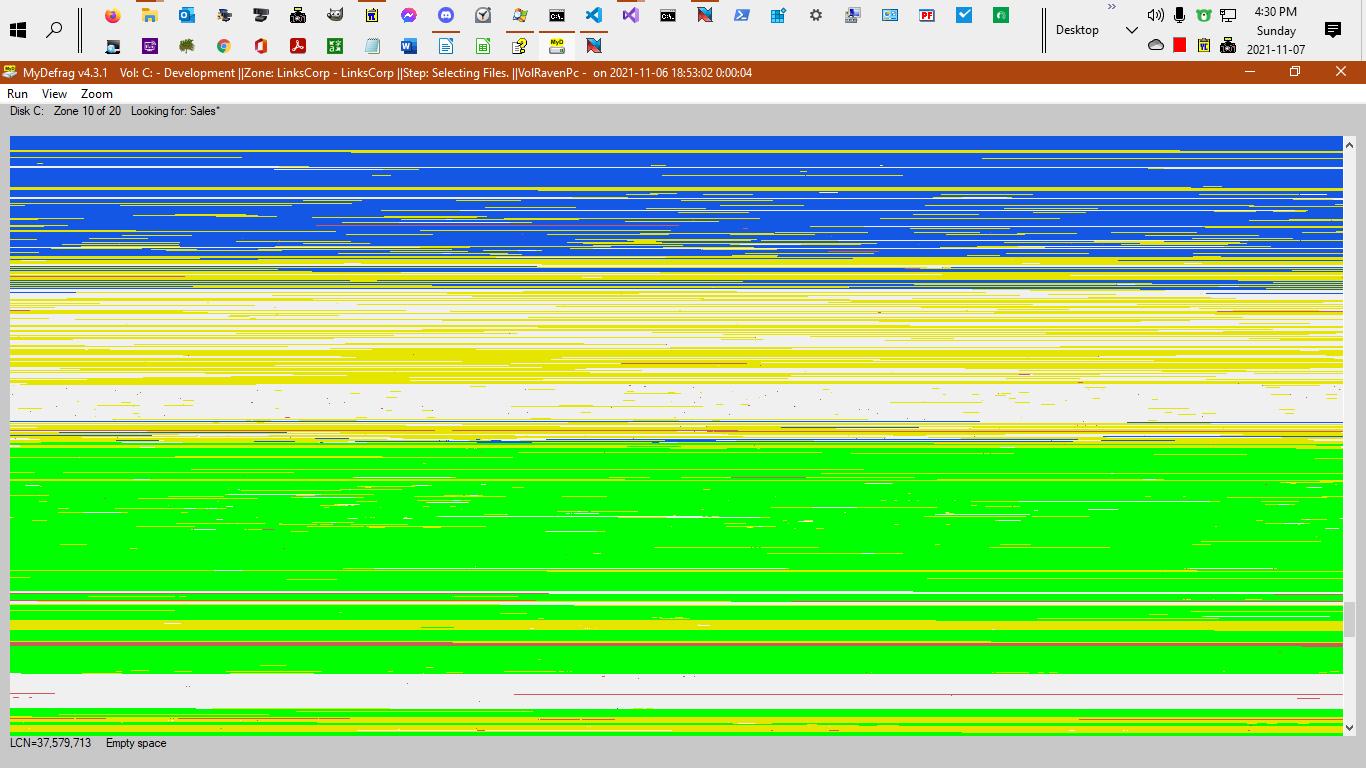 4:30 PM
Desktop
Sunday
2021-11-07
MyDefrag v4.3.1 Vol: C: - Development ||Zone: LinksCorp - LinksCorp ||Step: Selecting Files. ||VolRavenPc - on 2021-11-06 18:53:02 0:00:04
Run View Zoom
Disk C: Zone 10 of 20 Looking for: Sales*
LCN=37,579,713 Empty space